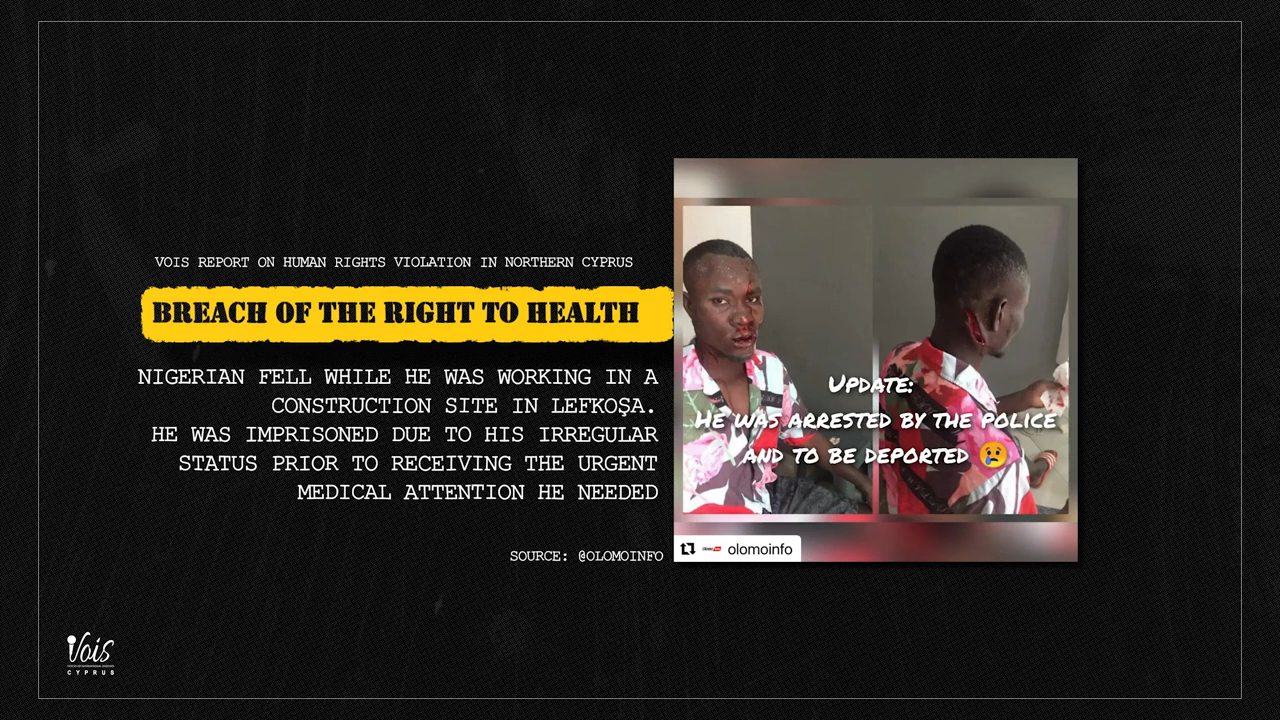 VOIS REPORT ON HUMAN RIGHTS VIOLATION IN NORTHERN CYPRUS
BREACH OF THE RIGHT TO HEALTH
NIGERIAN FELL WHILE HE WAS WORKING IN A
CONSTRUCTION SITE IN LEFKOŞA.
HE WAS IMPRISONED DUE TO HIS IRREGULAR
STATUS PRIOR TO RECEIVING THE URGENT
MEDICAL ATTENTION HE NEEDED
SOURCE: @OLOMOINFO
UPDATE:
HE WAS ARRESTED BY THE POLICE
AND TO BE DEPORTED 😢
olomoinfo
Vois
CYPRUS